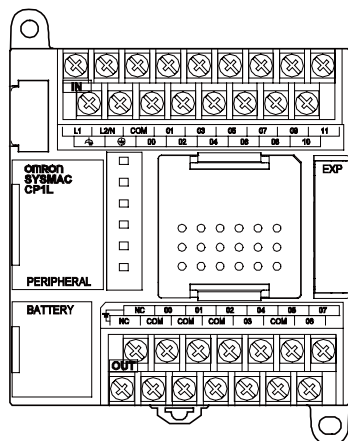 IN
L1 L2/N COM 01 03 05 07 09 11
00 02 04 06 08 10
omron
SYSMAC
CP1L
EXP
PERIPHERAL
BATTERY
NC 00 01 02 04 05 07
NC COM COM COM 03 COM 06
OUT